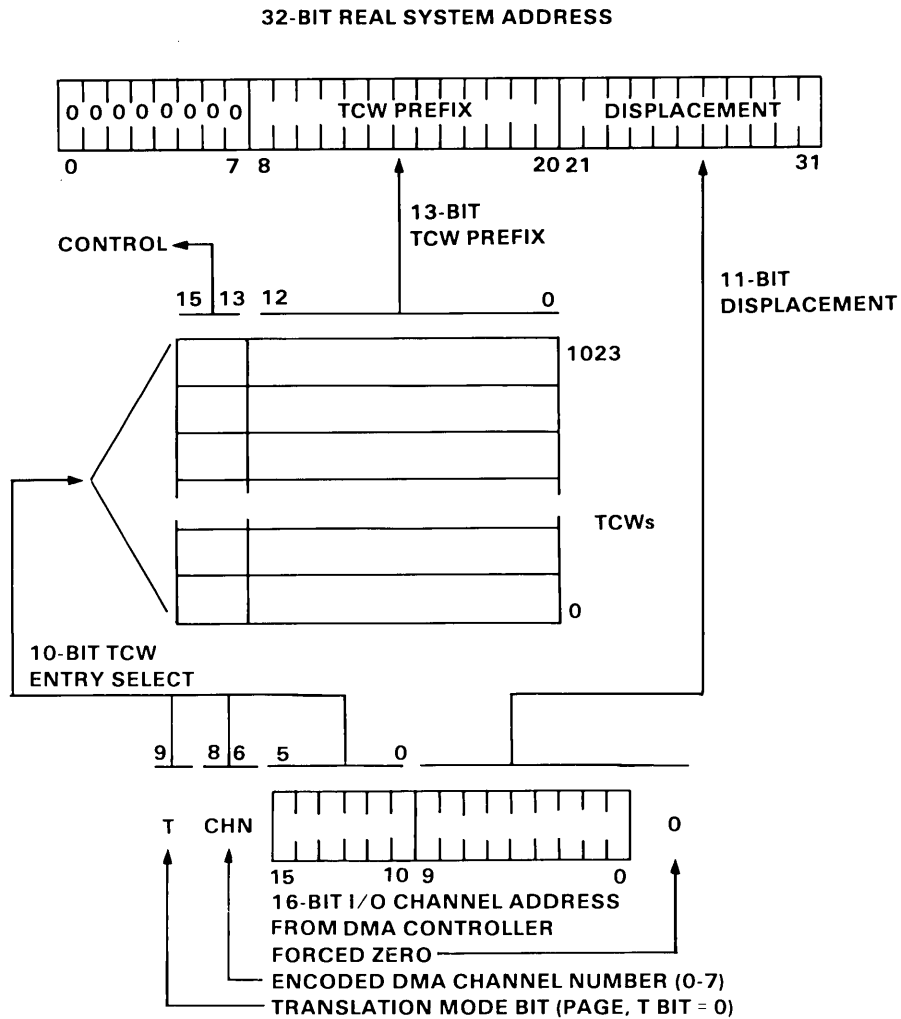 32-BIT REAL SYSTEM ADDRESS
0 0 0 0 0 0 0 0 TCW PREFIX DISPLACEMENT
0 7 8 20 21 31
13-BIT
TCW PREFIX
CONTROL
11-BIT
DISPLACEMENT
15 13 12 0
1023
TCWs
0
10-BIT TCW
ENTRY SELECT
9 8 6 5 0
T CHN 0
15 10 9 0
16-BIT I/O CHANNEL ADDRESS
FROM DMA CONTROLLER
FORCED ZERO
ENCODED DMA CHANNEL NUMBER (0-7)
TRANSLATION MODE BIT (PAGE, T BIT = 0)